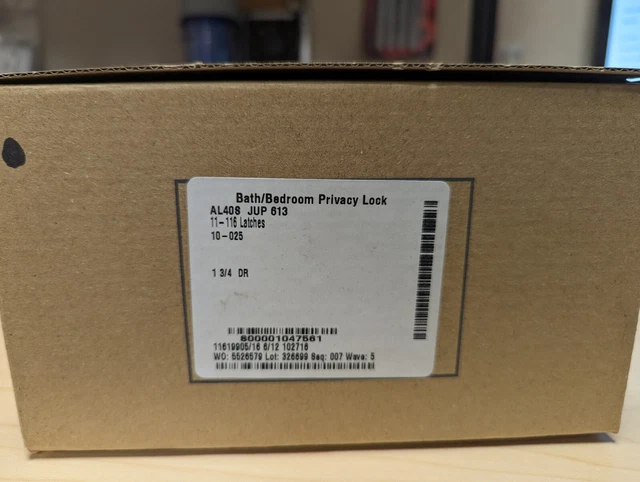 Bath/Bedroom Privacy Lock
AL40S JUP 613
11-116 Latches
10-025
1 3/4 DR
800001047561
11619905/16 6/12 102716
WO: 5526579 Lot: 326699 Seq: 007 Wave: 5